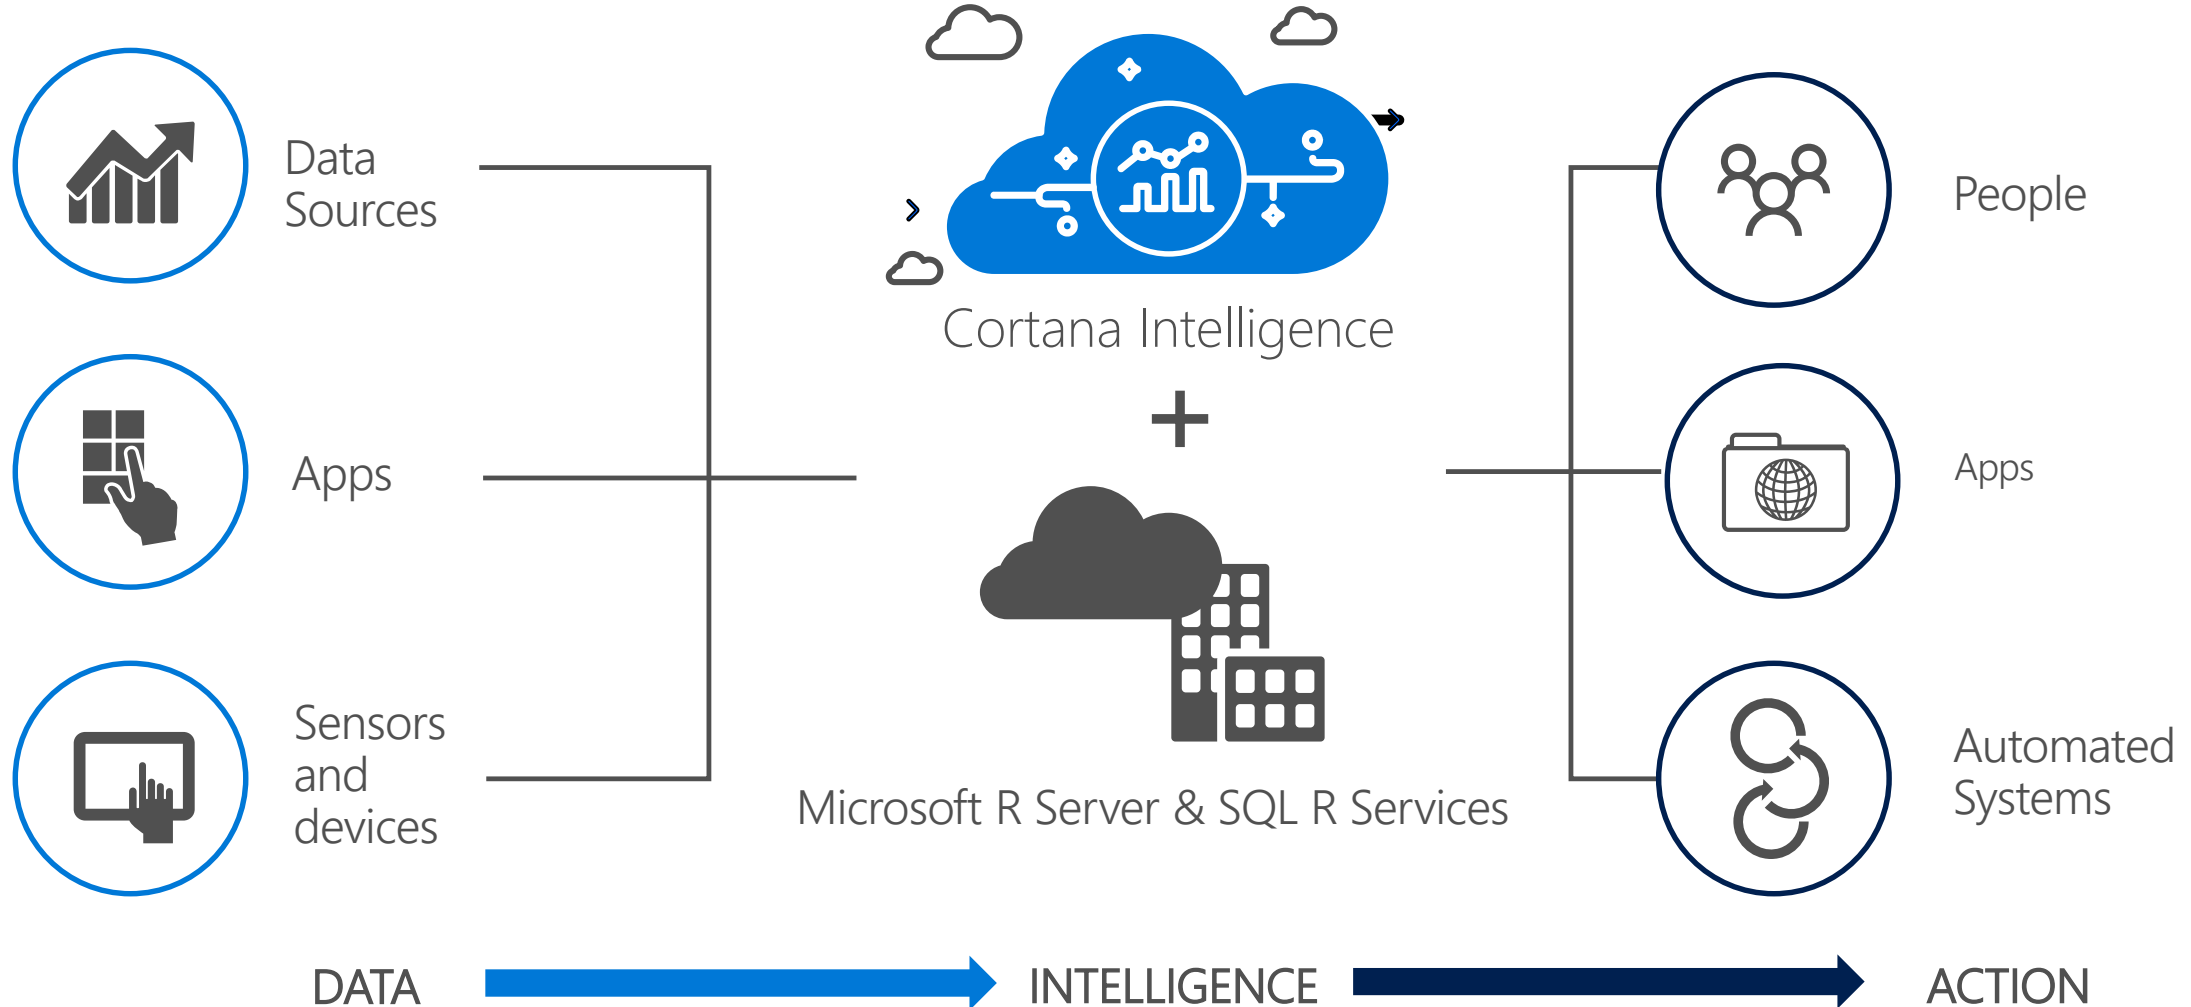 Data
Sources
Apps
Sensors
and
devices
Cortana Intelligence
+
Microsoft R Server & SQL R Services
People
Apps
Automated
Systems
DATA
INTELLIGENCE
ACTION